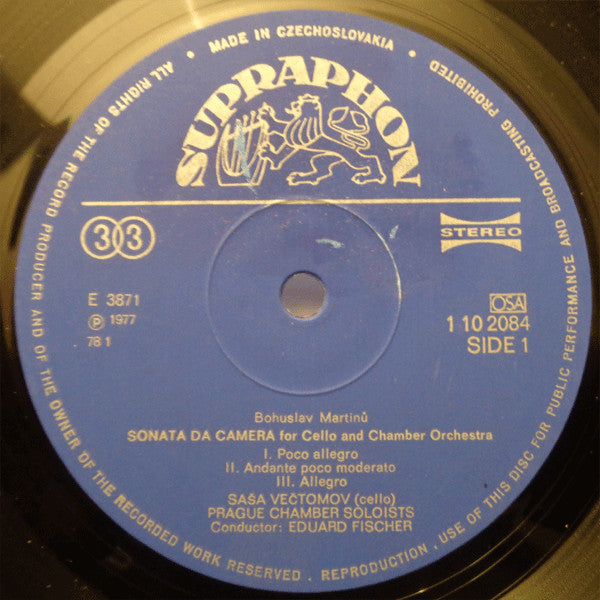 ALL RIGHTS OF THE RECORD PRODUCER AND OF THE OWNER OF THE RECORDED WORK RESERVED . REPRODUCTION, USE OF THIS DISC FOR PUBLIC PERFORMANCE AND BROADCASTING PROHIBITED
• MADE IN CZECHOSLOVAKIA •
SUPRAPHON
33
STEREO
E 3871
℗ 1977
78 1
OSA
1 10 2084
SIDE 1
Bohuslav Martinů
SONATA DA CAMERA for Cello and Chamber Orchestra
I. Poco allegro
II. Andante poco moderato
III. Allegro
SAŠA VEČTOMOV (cello)
PRAGUE CHAMBER SOLOISTS
Conductor: EDUARD FISCHER